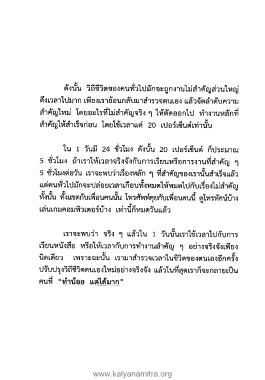 ดังนั้น วิถีชีวิตของคนทั่วไปมักจะถูกงานไม่สำคัญส่วนใหญ่
ดึงเวลาไปมาก เพียงเราย้อนกลับมาสำรวจตนเอง แล้วจัดลำดับความ
สำคัญใหม่ โดยอะไรที่ไม่สำคัญจริง ๆ ให้ตัดออกไป ทำงานหลักที่
สำคัญให้สำเร็จก่อน โดยใช้เวลาแค่ 20 เปอร์เซ็นต์เท่านั้น
ใน 1 วันมี 24 ชั่วโมง ดังนั้น 20 เปอร์เซ็นต์ ก็ประมาณ
5 ชั่วโมง ถ้าเราให้เวลาจริงจังกับการเรียนหรือการงานที่สำคัญ ๆ
5 ชั่วโมงต่อวัน เราจะพบว่าเรื่องหลัก ๆ ที่สำคัญของเรานั้นสำเร็จแล้ว
แต่คนทั่วไปมักจะปล่อยเวลาเกือบทั้งหมดให้หมดไปกับเรื่องไม่สำคัญ
ทั้งนั้น ทั้งแชตกับเพื่อนคนนั้น โทรศัพท์คุยกับเพื่อนคนนี้ ดูโทรทัศน์บ้าง
เล่นเกมคอมพิวเตอร์บ้าง เท่านี้ก็หมดวันแล้ว
เราจะพบว่า จริง ๆ แล้วใน 1 วันนั้นเราใช้เวลาไปกับการ
เรียนหนังสือ หรือให้เวลากับการทำงานสำคัญ ๆ อย่างจริงจังเพียง
นิดเดียว เพราะฉะนั้น เรามาสำรวจเวลาในชีวิตของตนเองอีกครั้ง
ปรับปรุงวิถีชีวิตตนเองใหม่อย่างจริงจัง แล้วในที่สุดเราก็จะกลายเป็น
คนที่ "ทำน้อย แต่ได้มาก"
www.kalyanamitra.org